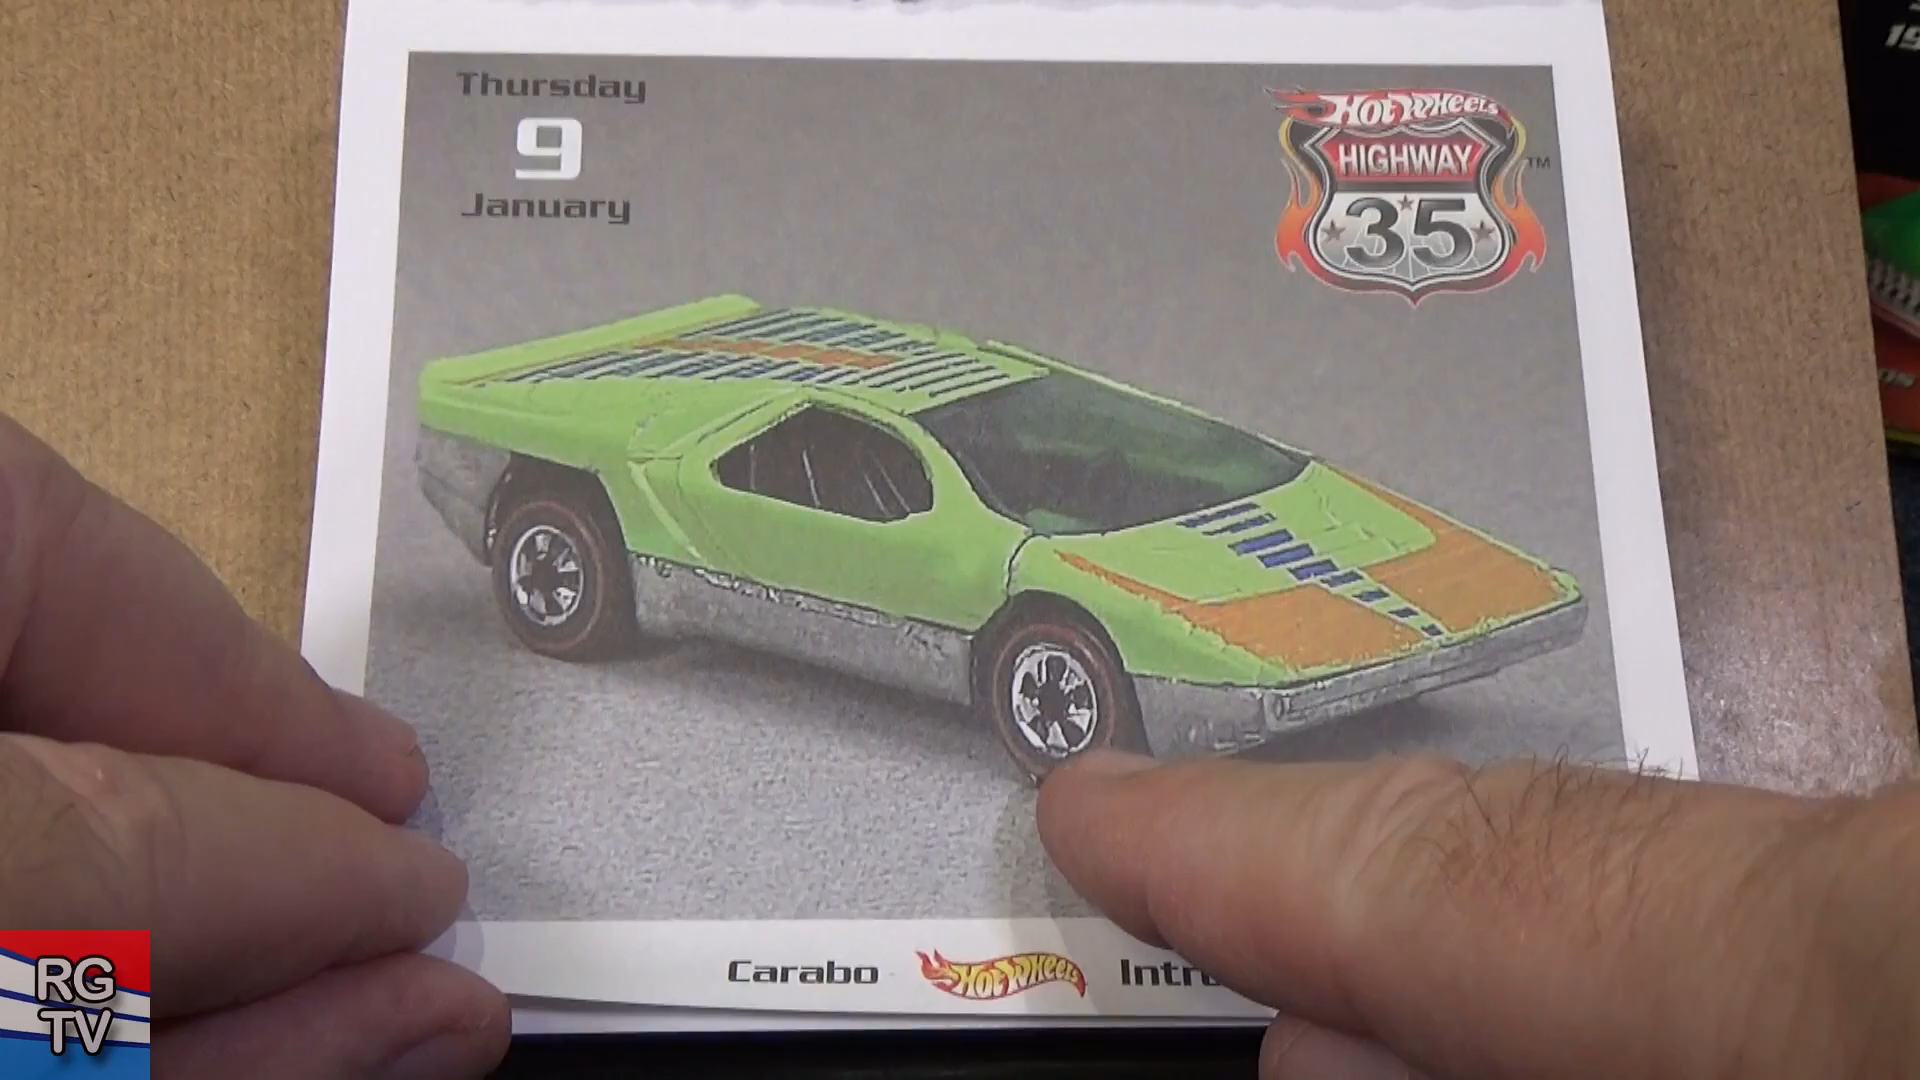 Thursday
9
January
Hot Wheels
HIGHWAY
35
TM
Carabo
Hot Wheels
RG
TV